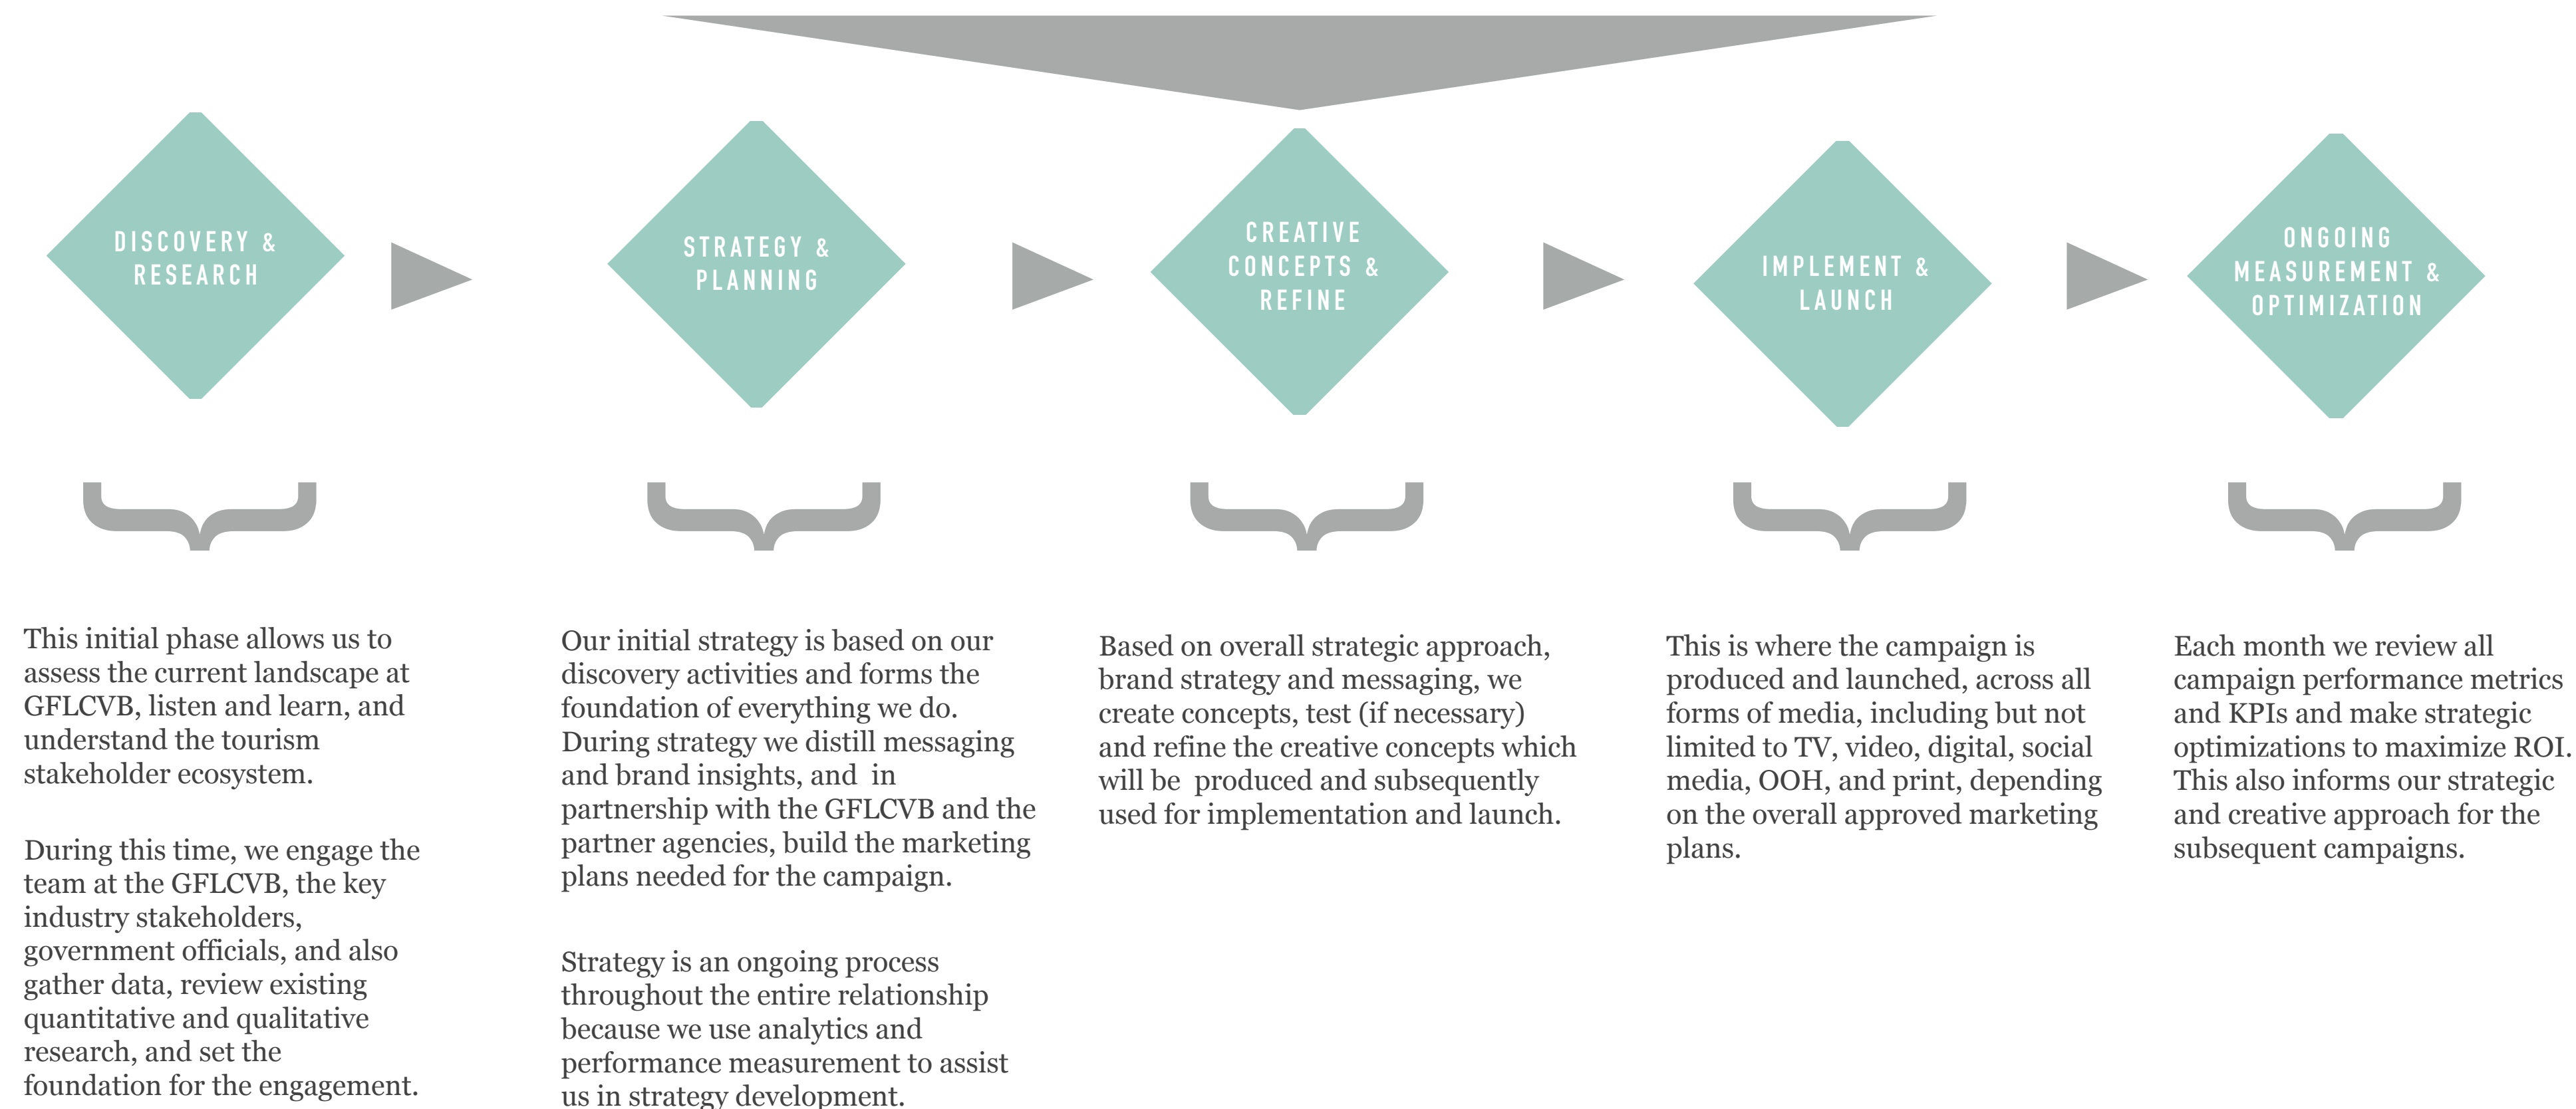 DISCOVERY &
RESEARCH
STRATEGY &
PLANNING
CREATIVE
CONCEPTS &
REFINE
IMPLEMENT &
LAUNCH
ONGOING
MEASUREMENT &
OPTIMIZATION
This initial phase allows us to
assess the current landscape at
GFLCVB, listen and learn, and
understand the tourism
stakeholder ecosystem.
During this time, we engage the
team at the GFLCVB, the key
industry stakeholders,
government officials, and also
gather data, review existing
quantitative and qualitative
research, and set the
foundation for the engagement.
Our initial strategy is based on our
discovery activities and forms the
foundation of everything we do.
During strategy we distill messaging
and brand insights, and  in
partnership with the GFLCVB and the
partner agencies, build the marketing
plans needed for the campaign.
Strategy is an ongoing process
throughout the entire relationship
because we use analytics and
performance measurement to assist
us in strategy development.
Based on overall strategic approach,
brand strategy and messaging, we
create concepts, test (if necessary)
and refine the creative concepts which
will be  produced and subsequently
used for implementation and launch.
This is where the campaign is
produced and launched, across all
forms of media, including but not
limited to TV, video, digital, social
media, OOH, and print, depending
on the overall approved marketing
plans.
Each month we review all
campaign performance metrics
and KPIs and make strategic
optimizations to maximize ROI.
This also informs our strategic
and creative approach for the
subsequent campaigns.